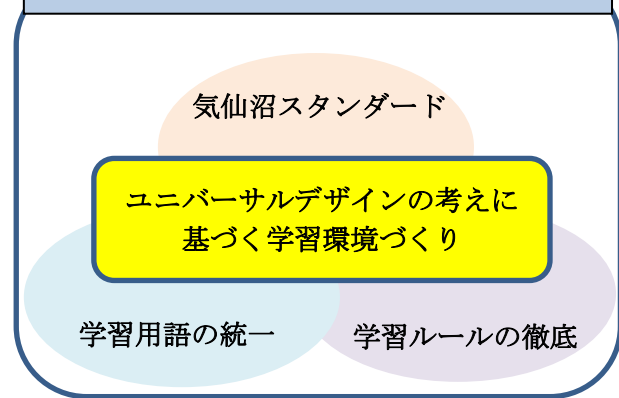 気仙沼スタンダード
ユニバーサルデザインの考えに
基づく学習環境づくり
学習用語の統一
学習ルールの徹底